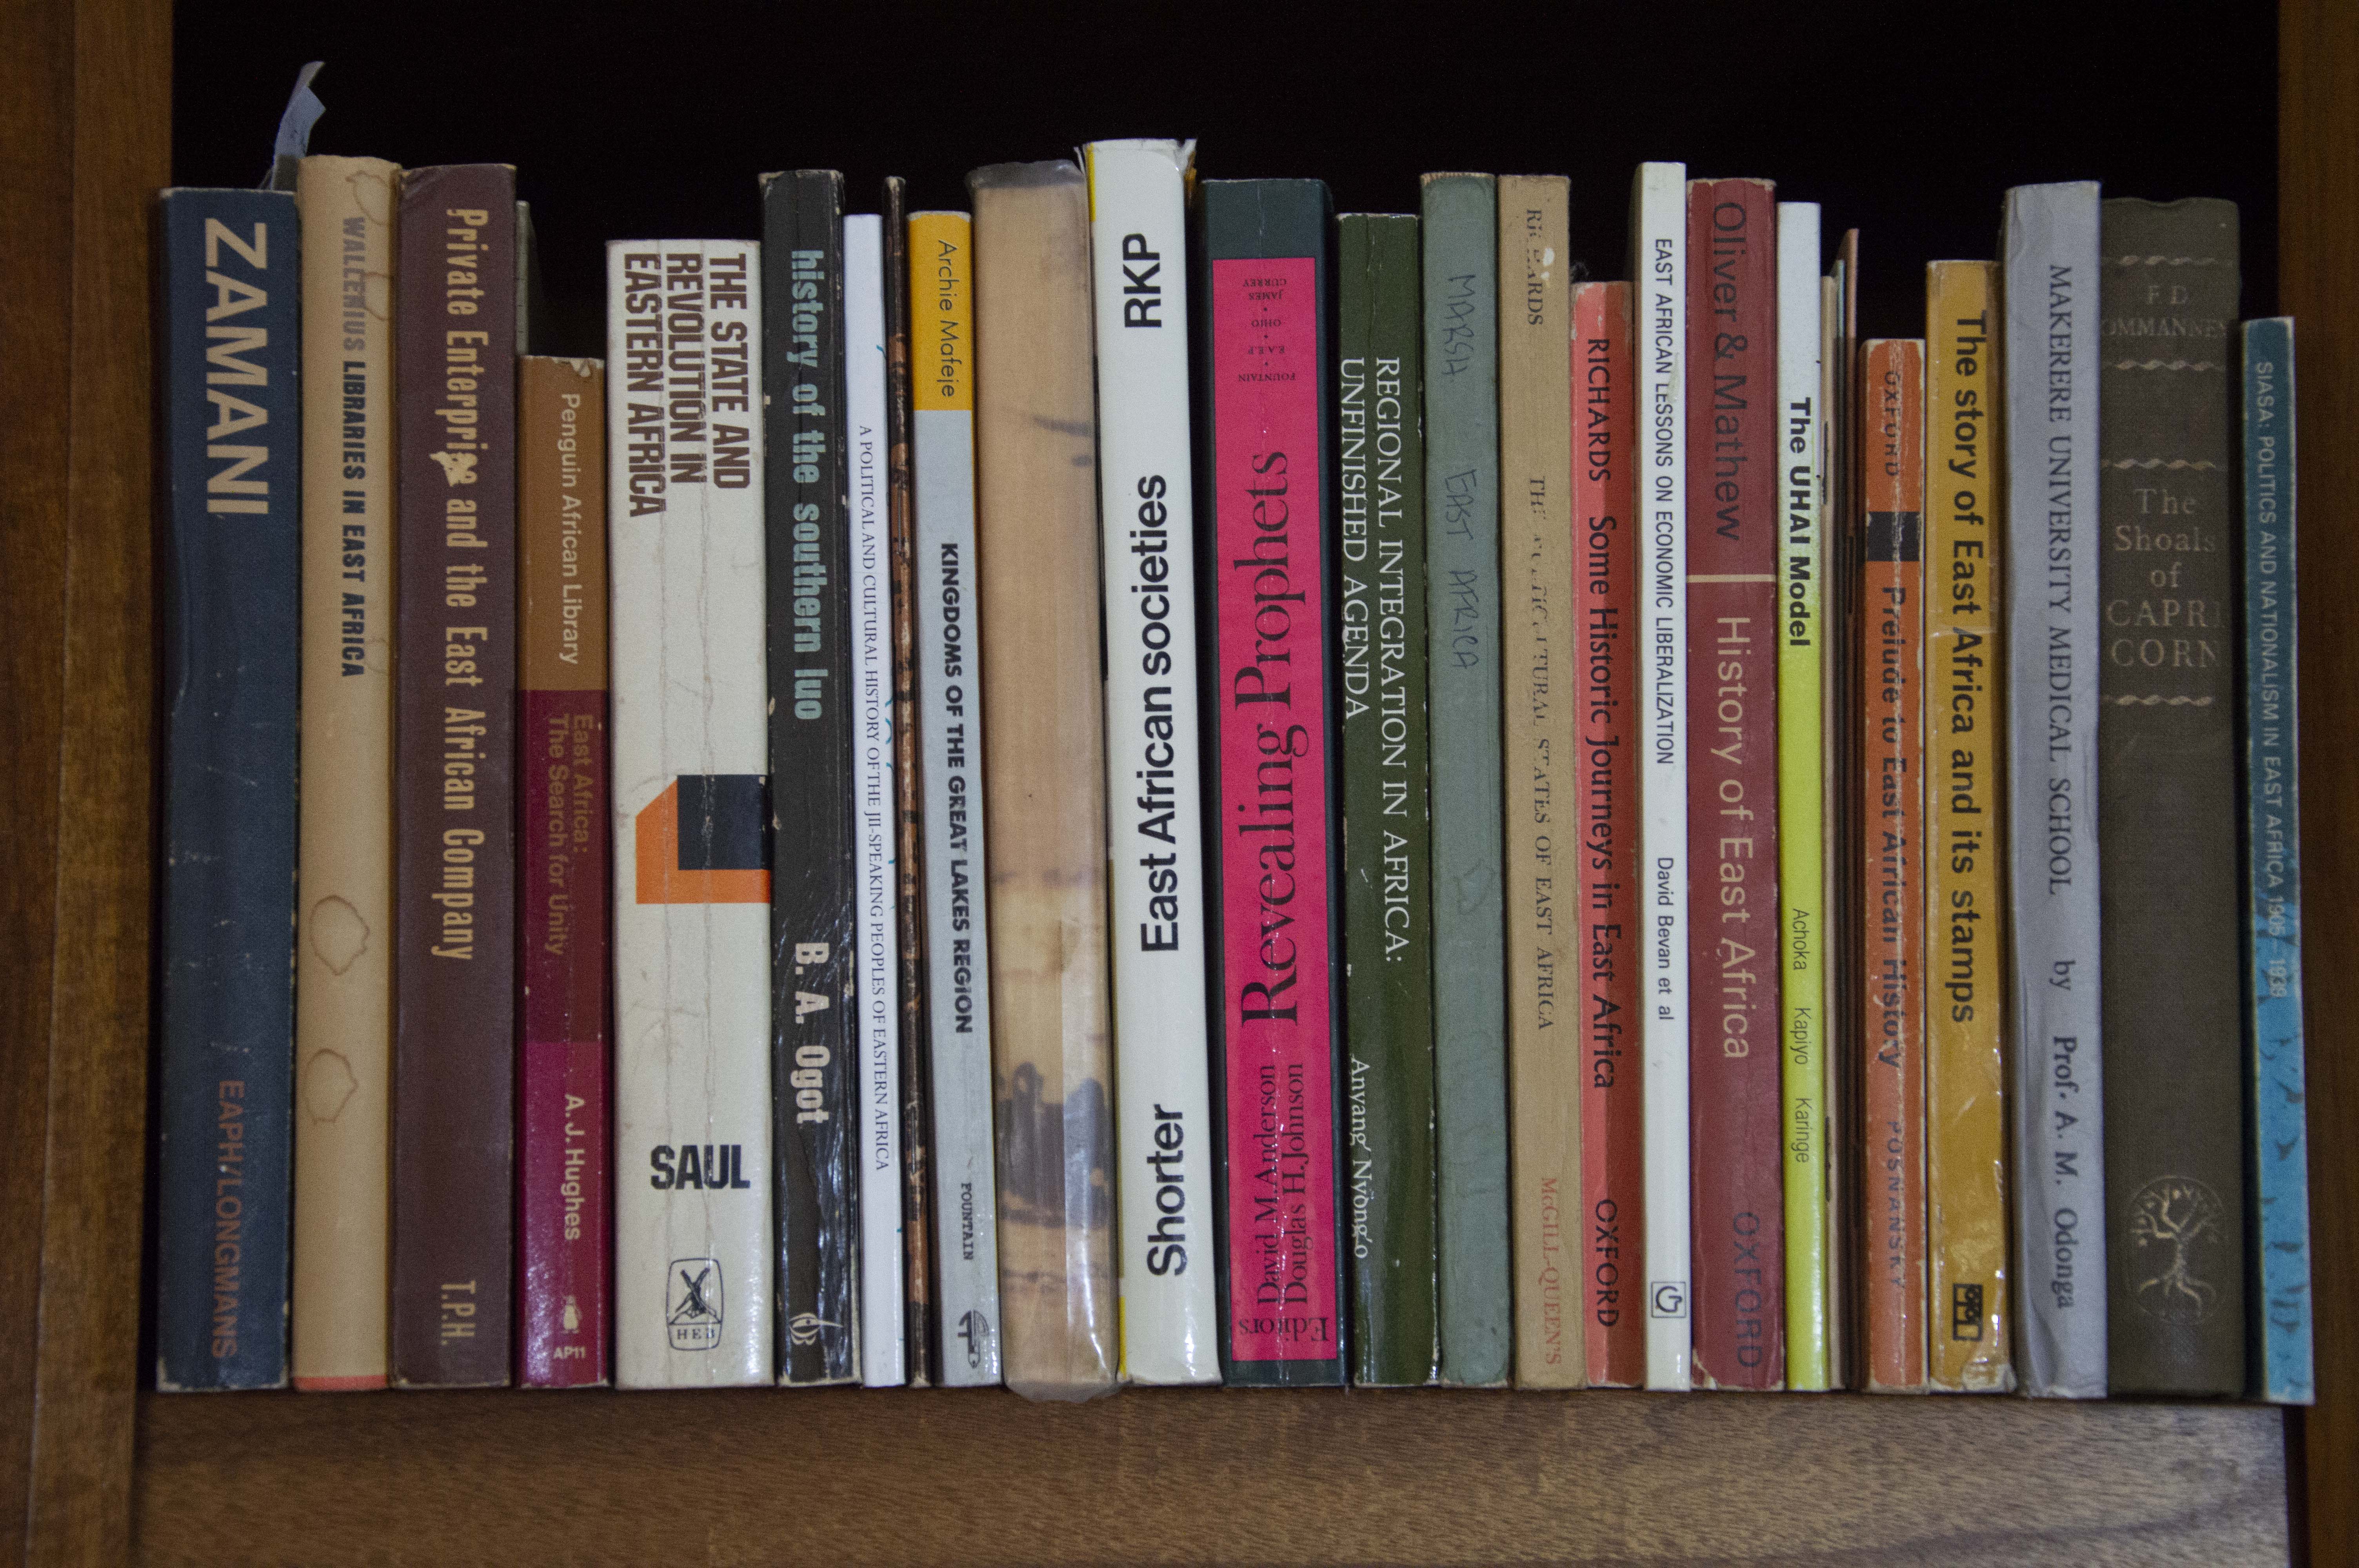 ZAMANI
EAPH/LONGMANS
WALLENIUS LIBRARIES IN EAST AFRICA
Private Enterprise and the East African Company
T.P.H.
Penguin African Library
East Africa:
The Search for Unity
A.J. Hughes
AP11
THE STATE AND
REVOLUTION IN
EASTERN AFRICA
SAUL
HEB
history of the southern luo
B. A. Ogot
A POLITICAL AND CULTURAL HISTORY OF THE JII-SPEAKING PEOPLES OF EASTERN AFRICA
Archie Mafeje
KINGDOMS OF THE GREAT LAKES REGION
FOUNTAIN
RKP
East African societies
Shorter
Editors
David M. Anderson
Douglas H. Johnson
Revealing Prophets
FOUNTAIN • E.A.E.P. • OHIO •
JAMES
CURREY
REGIONAL INTEGRATION IN AFRICA:
UNFINISHED AGENDA
Anyang' Nyong'o
MARSH EAST AFRICA
STATES OF EAST AFRICA
McGILL-QUEEN'S
RICHARDS Some Historic Journeys in East Africa
OXFORD
EAST AFRICAN LESSONS ON ECONOMIC LIBERALIZATION
David Bevan et al
Oliver & Mathew
History of East Africa
OXFORD
The UHAI Model
Achoka Kapiyo Karinge
OXFORD
Prelude to East African History
POSNANSKY
The story of East Africa and its stamps
MAKERERE UNIVERSITY MEDICAL SCHOOL by Prof. A. M. Odonga
F.D.
OMMANNEY
The
Shoals
of
CAPRI
CORN
SIASA: POLITICS AND NATIONALISM IN EAST AFRICA 1905-1939